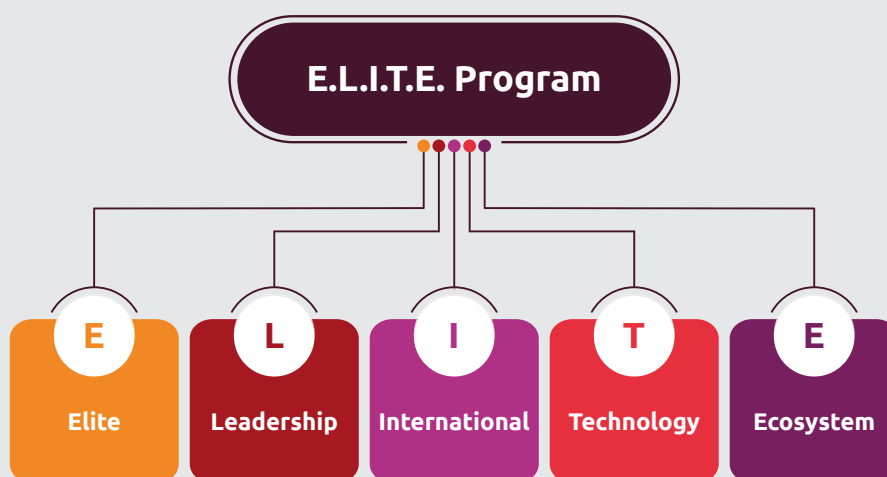 E.L.I.T.E. Program
E
L
I
T
E
Elite
Leadership
International
Technology
Ecosystem